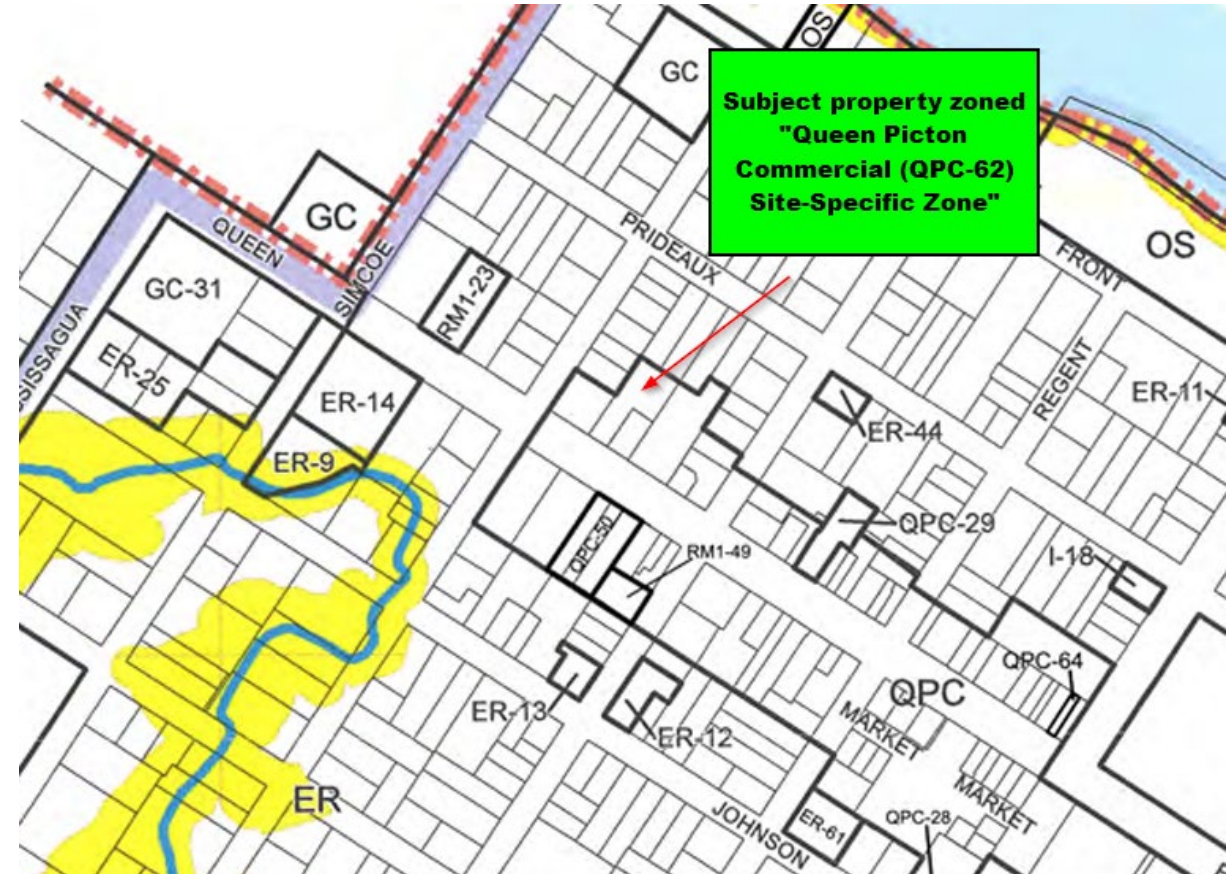 OS
GC
Subject property zoned
"Queen Picton
Commercial (QPC-62)
Site-Specific Zone"
GC
QUEEN
SIMCOE
PRIDEAUX
FRONT
OS
GC-31
RM1-23
ER-25
ER-14
REGENT
ER-11
ER-44
ER-9
QPC-29
QPC-50
RM1-49
I-18
QPC-64
QPC
ER-13
ER-12
MARKET
MARKET
ER
JOHNSON
ER-61
QPC-28